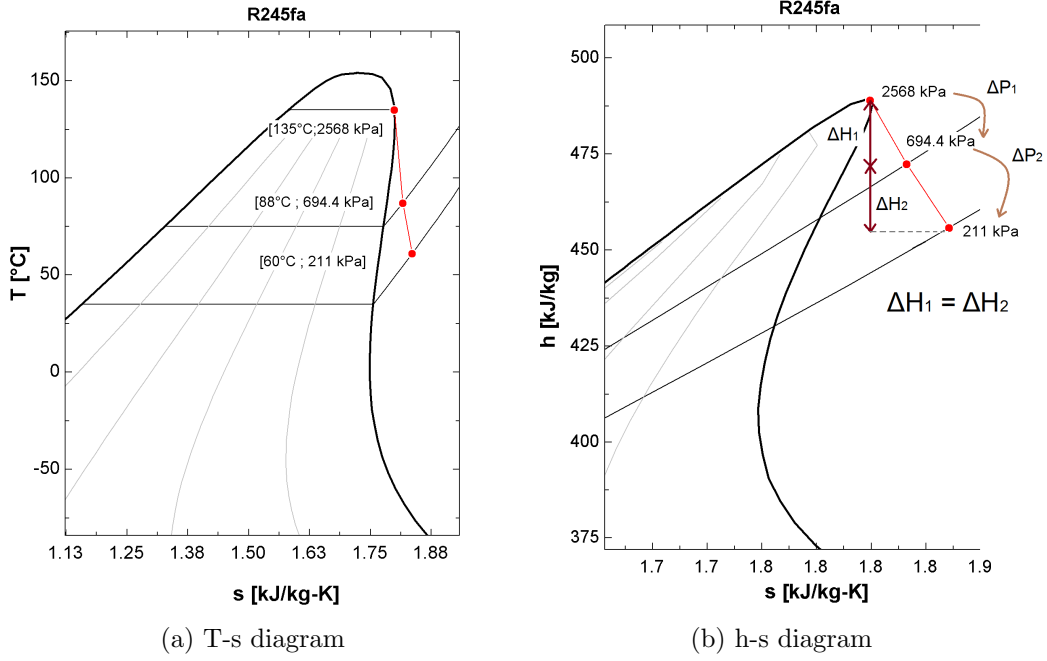 R245fa
150
100
50
0
-50
T [°C]
[135°C;2568 kPa]
[88°C ; 694.4 kPa]
[60°C ; 211 kPa]
1.13 1.25 1.38 1.50 1.63 1.75 1.88
s [kJ/kg-K]
(a) T-s diagram
R245fa
500
475
450
425
400
375
h [kJ/kg]
2568 kPa
ΔP1
ΔH1
694.4 kPa
ΔP2
ΔH2
211 kPa
ΔH1 = ΔH2
1.7 1.7 1.8 1.8 1.8 1.8 1.9
s [kJ/kg-K]
(b) h-s diagram